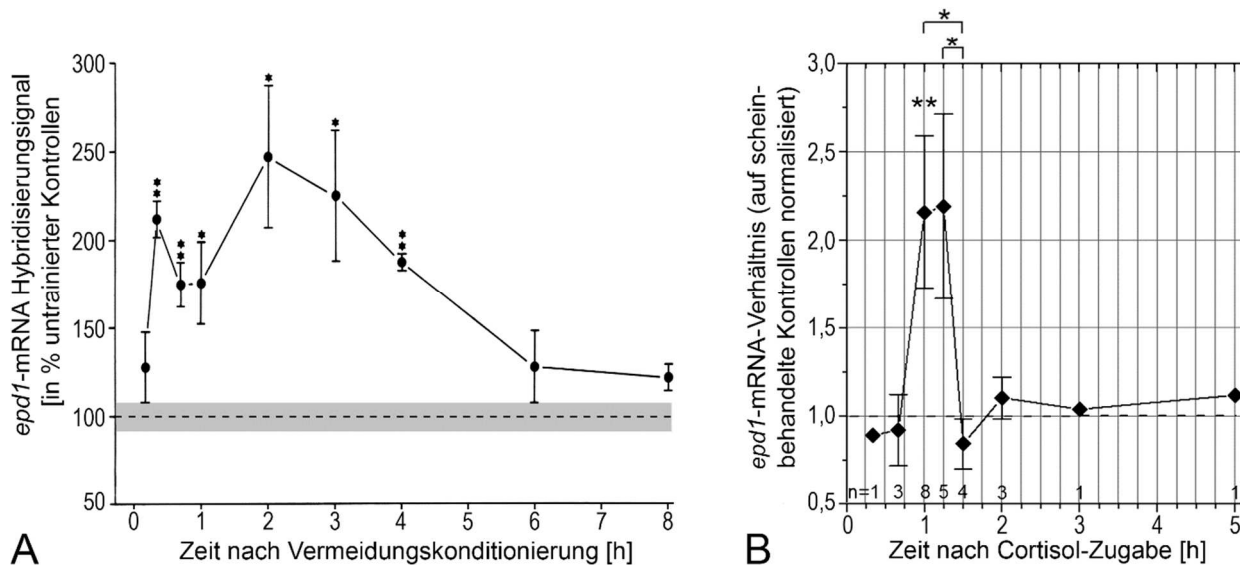 epd1-mRNA Hybridisierungsignal
[in % untrainierter Kontrollen]
300
250
200
150
100
50
* * * * * * * * *
0 1 2 3 4 5 6 7 8
Zeit nach Vermeidungskonditionierung [h]
A
epd1-mRNA-Verhältnis (auf schein-
behandelte Kontrollen normalisiert)
*
*
**
3,0
2,5
2,0
1,5
1,0
0,5
n=1 3 8 5 4 3 1 1
0 1 2 3 4 5
Zeit nach Cortisol-Zugabe [h]
B